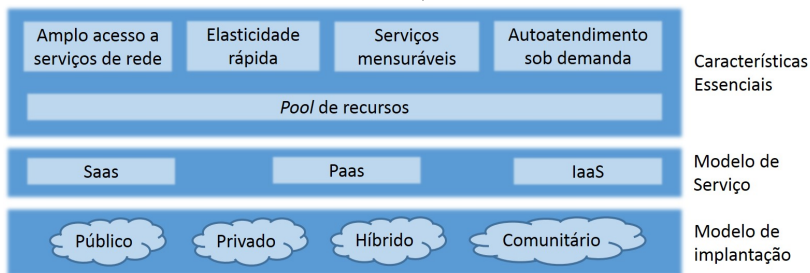 Amplo acesso a
serviços de rede
Elasticidade
rápida
Serviços
mensuráveis
Autoatendimento
sob demanda
Pool de recursos
Características
Essenciais
Saas
Paas
IaaS
Modelo de
Serviço
Público
Privado
Híbrido
Comunitário
Modelo de
implantação